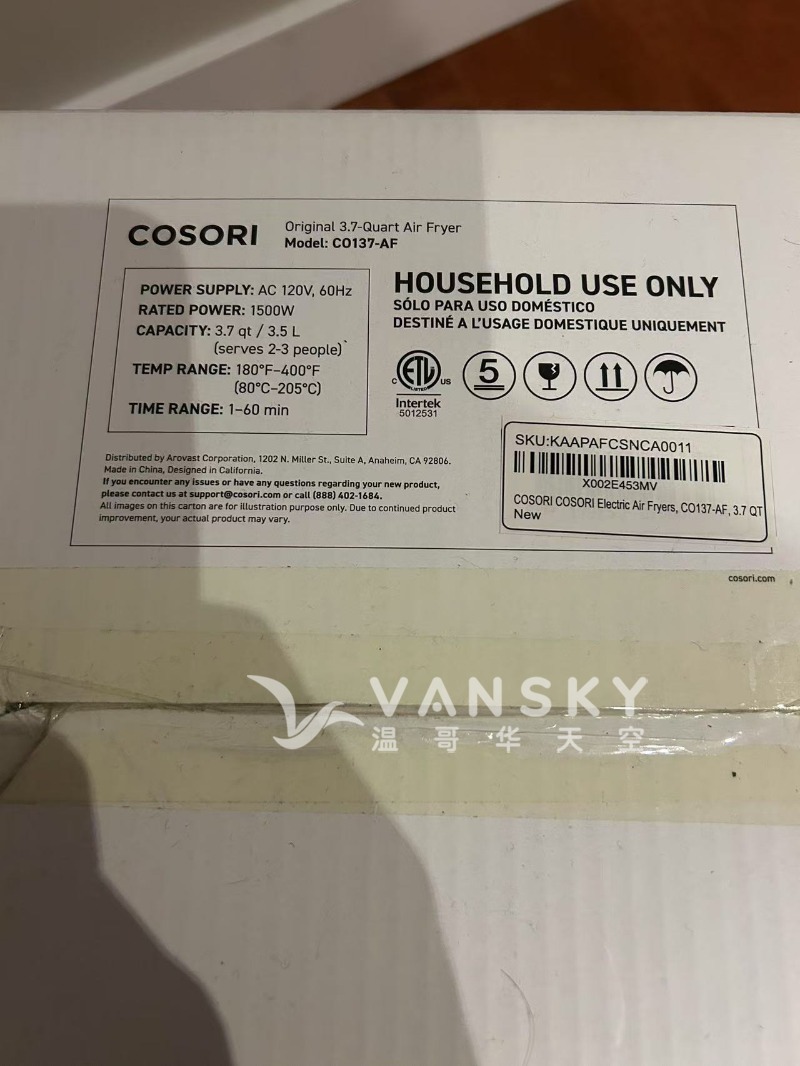 COSORI
Original 3.7-Quart Air Fryer
Model: CO137-AF
POWER SUPPLY: AC 120V, 60Hz
RATED POWER: 1500W
CAPACITY: 3.7 qt / 3.5 L
(serves 2-3 people)
TEMP RANGE: 180°F–400°F
(80°C–205°C)
TIME RANGE: 1–60 min
HOUSEHOLD USE ONLY
SÓLO PARA USO DOMÉSTICO
DESTINÉ A L'USAGE DOMESTIQUE UNIQUEMENT
C ETL US
LISTED
Intertek
5012531
5
Distributed by Arovast Corporation, 1202 N. Miller St., Suite A, Anaheim, CA 92806.
Made in China, Designed in California.
If you encounter any issues or have any questions regarding your new product,
please contact us at support@cosori.com or call (888) 402-1684.
All images on this carton are for illustration purpose only. Due to continued product
improvement, your actual product may vary.
SKU:KAAPAFCSNCA0011
X002E453MV
COSORI COSORI Electric Air Fryers, CO137-AF, 3.7 QT
New
cosori.com
VANSKY
温哥华天空